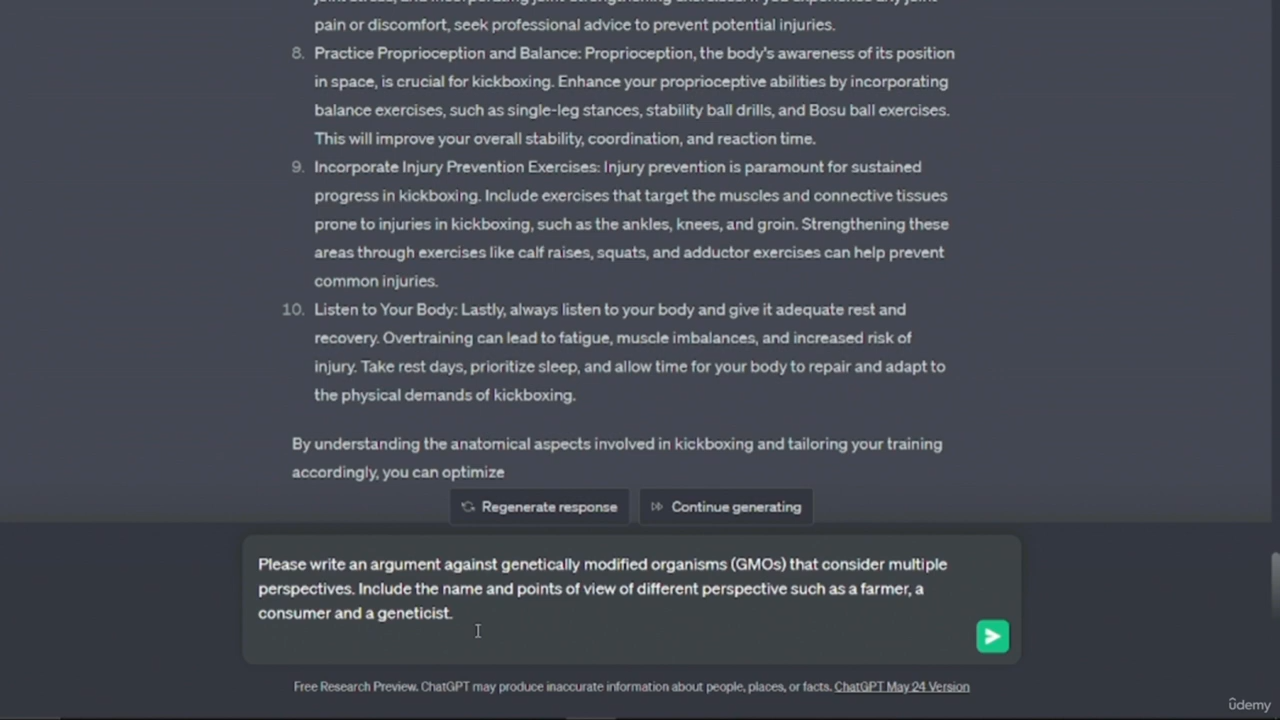 pain or discomfort, seek professional advice to prevent potential injuries.
8. Practice Proprioception and Balance: Proprioception, the body's awareness of its position
in space, is crucial for kickboxing. Enhance your proprioceptive abilities by incorporating
balance exercises, such as single-leg stances, stability ball drills, and Bosu ball exercises.
This will improve your overall stability, coordination, and reaction time.
9. Incorporate Injury Prevention Exercises: Injury prevention is paramount for sustained
progress in kickboxing. Include exercises that target the muscles and connective tissues
prone to injuries in kickboxing, such as the ankles, knees, and groin. Strengthening these
areas through exercises like calf raises, squats, and adductor exercises can help prevent
common injuries.
10. Listen to Your Body: Lastly, always listen to your body and give it adequate rest and
recovery. Overtraining can lead to fatigue, muscle imbalances, and increased risk of
injury. Take rest days, prioritize sleep, and allow time for your body to repair and adapt to
the physical demands of kickboxing.
By understanding the anatomical aspects involved in kickboxing and tailoring your training
accordingly, you can optimize
Regenerate response Continue generating
Please write an argument against genetically modified organisms (GMOs) that consider multiple
perspectives. Include the name and points of view of different perspective such as a farmer, a
consumer and a geneticist.
Free Research Preview. ChatGPT may produce inaccurate information about people, places, or facts. ChatGPT May 24 Version
ûdemy